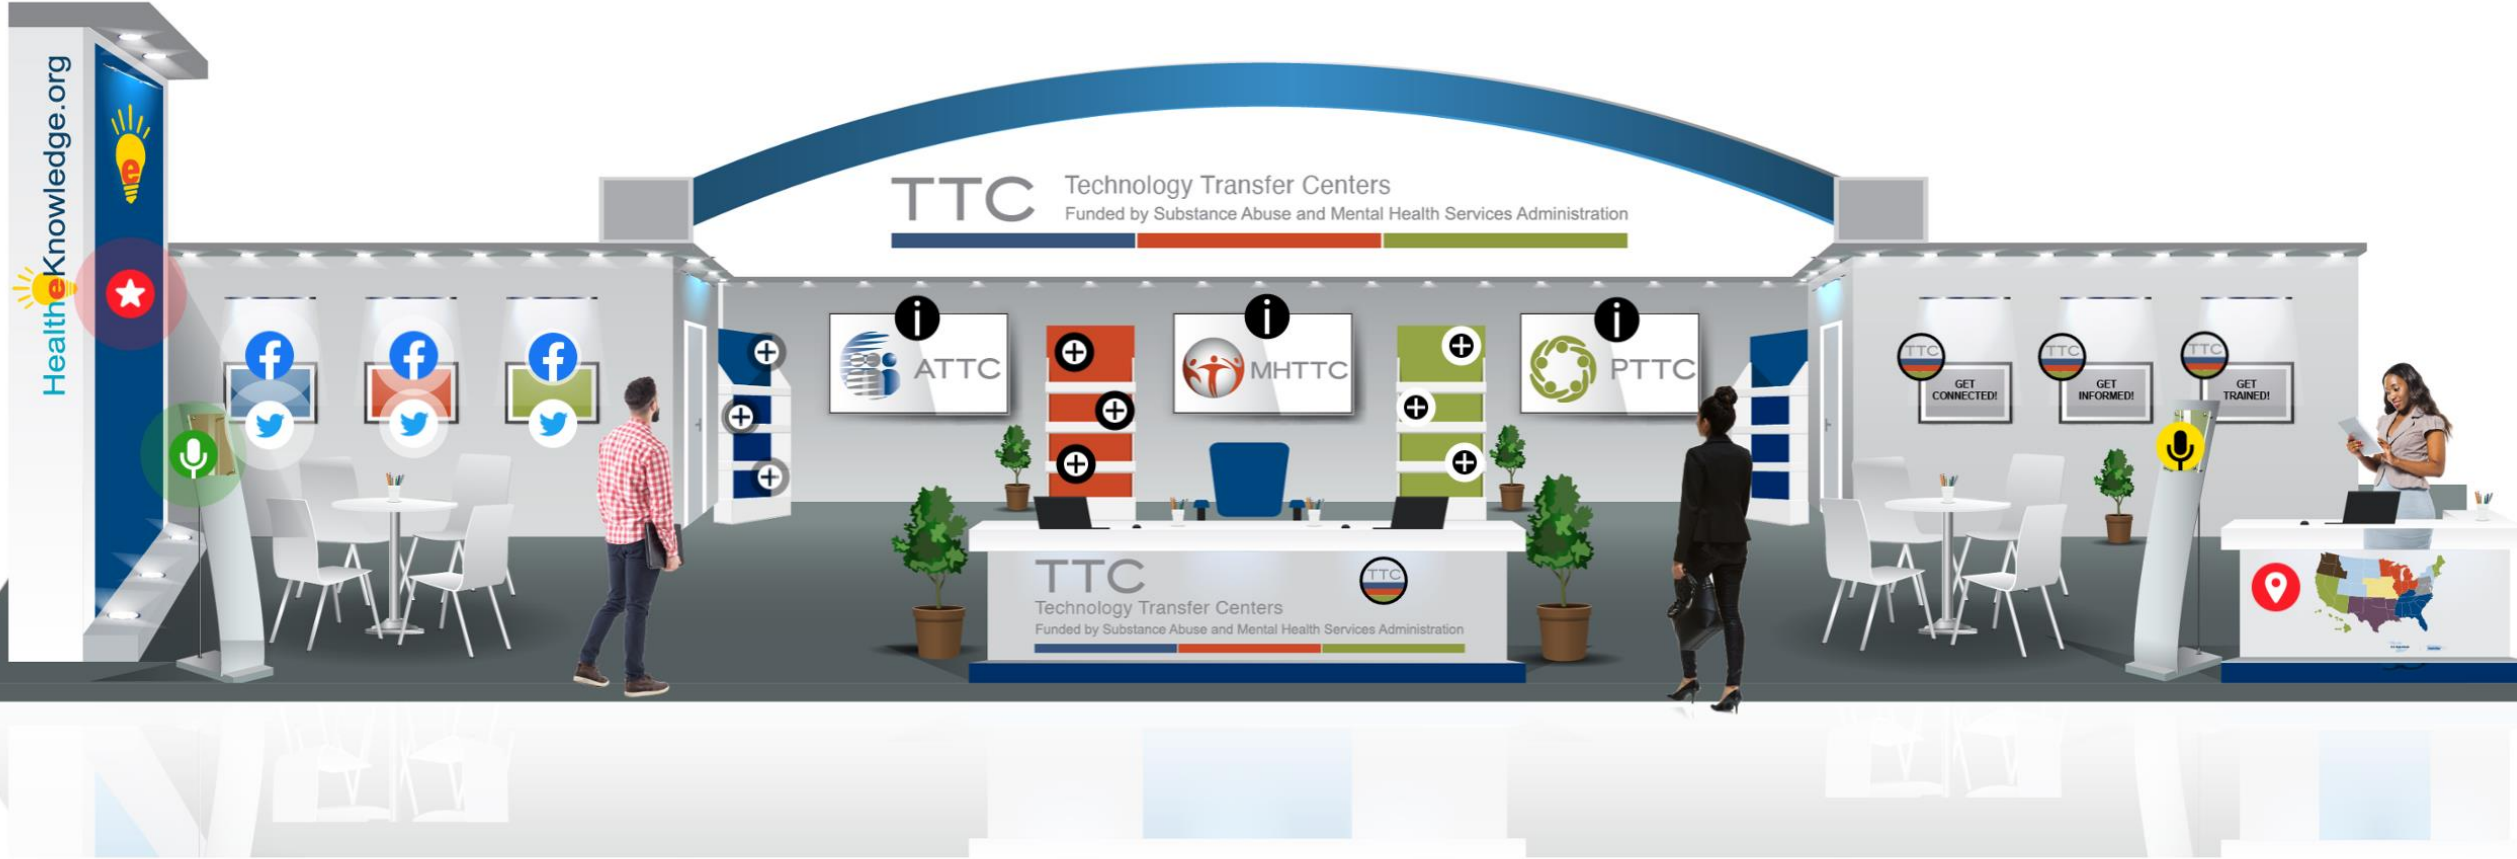 HealtheKnowledge.org
e
TTC
Technology Transfer Centers
Funded by Substance Abuse and Mental Health Services Administration
i
ATTC
i
MHTTC
i
PTTC
TTC
GET
CONNECTED!
TTC
GET
INFORMED!
TTC
GET
TRAINED!
TTC
Technology Transfer Centers
Funded by Substance Abuse and Mental Health Services Administration
TTC